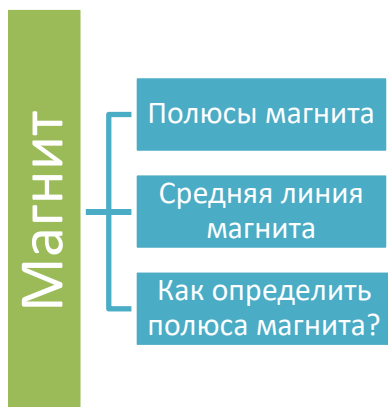 Магнит
Полюсы магнита
Средняя линия
магнита
Как определить
полюса магнита?